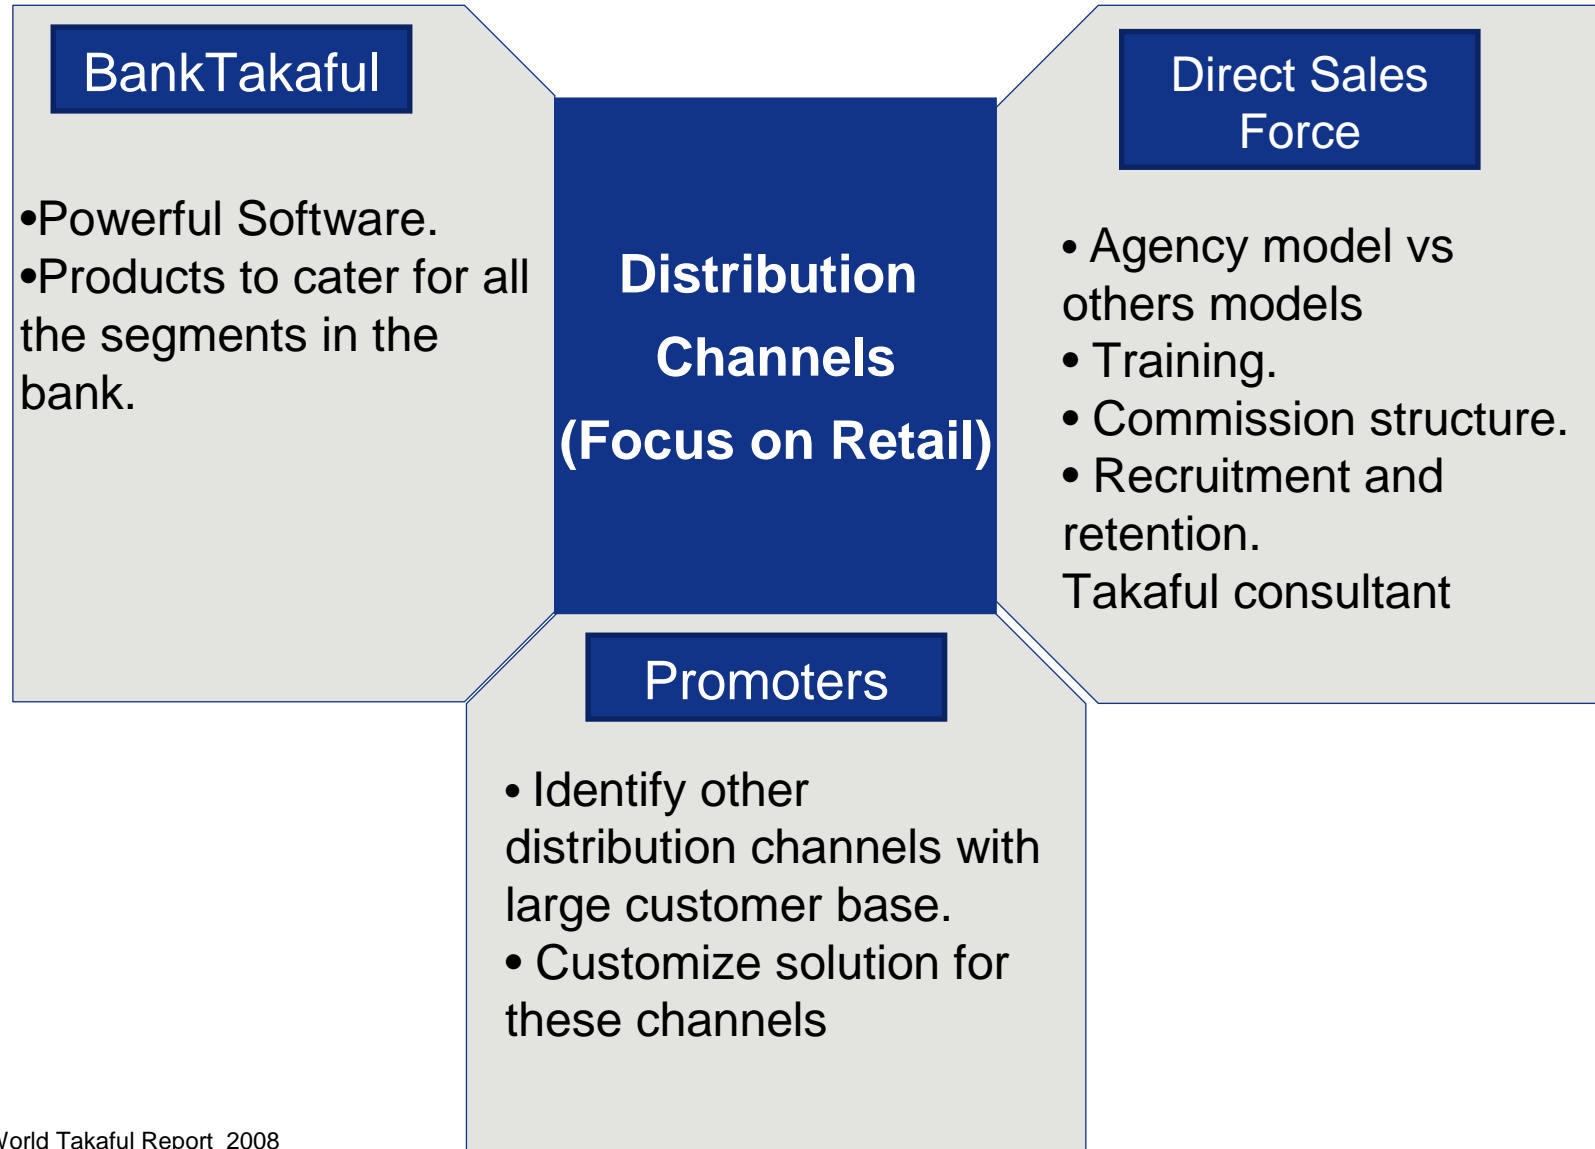 BankTakaful
•Powerful Software.
•Products to cater for all
the segments in the
bank.
Distribution
Channels
(Focus on Retail)
Direct Sales
Force
• Agency model vs
others models
• Training.
• Commission structure.
• Recruitment and
retention.
Takaful consultant
Promoters
• Identify other
distribution channels with
large customer base.
• Customize solution for
these channels
World Takaful Report 2008